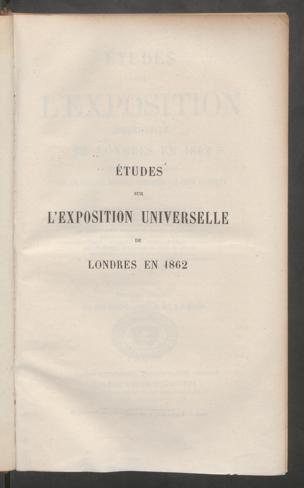 ÉTUDES
SUR
L'EXPOSITION UNIVERSELLE
DE
LONDRES EN 1862